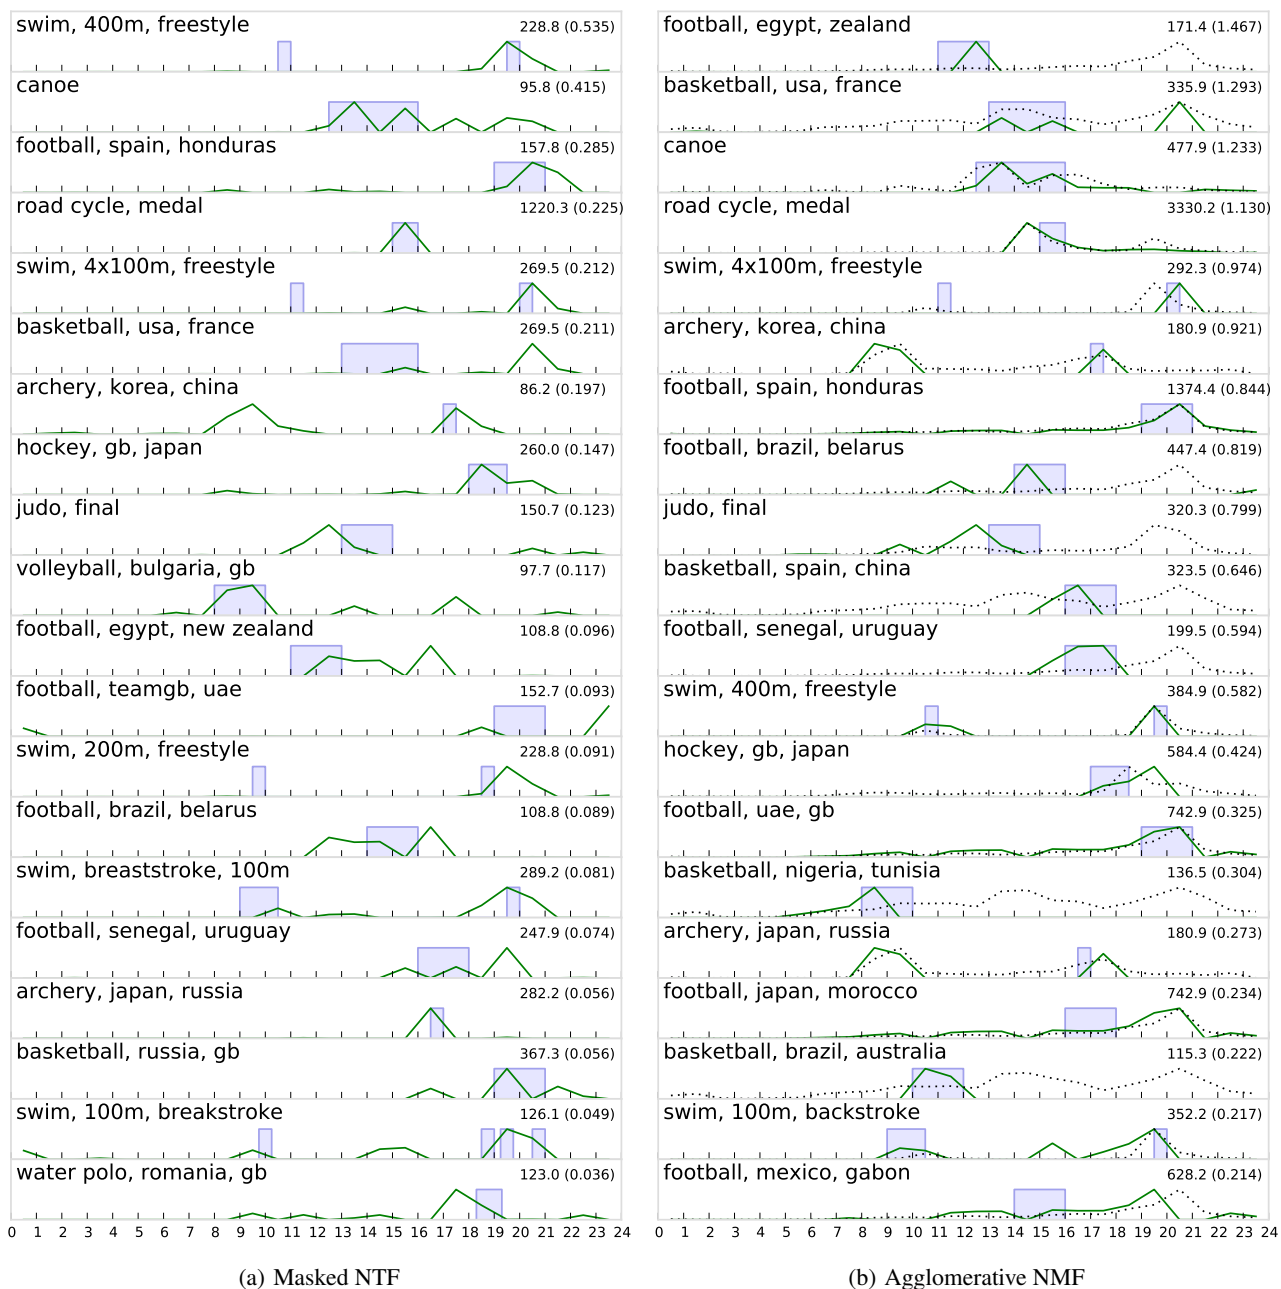 swim, 400m, freestyle 228.8 (0.535)
canoe 95.8 (0.415)
football, spain, honduras 157.8 (0.285)
road cycle, medal 1220.3 (0.225)
swim, 4x100m, freestyle 269.5 (0.212)
basketball, usa, france 269.5 (0.211)
archery, korea, china 86.2 (0.197)
hockey, gb, japan 260.0 (0.147)
judo, final 150.7 (0.123)
volleyball, bulgaria, gb 97.7 (0.117)
football, egypt, new zealand 108.8 (0.096)
football, teamgb, uae 152.7 (0.093)
swim, 200m, freestyle 228.8 (0.091)
football, brazil, belarus 108.8 (0.089)
swim, breaststroke, 100m 289.2 (0.081)
football, senegal, uruguay 247.9 (0.074)
archery, japan, russia 282.2 (0.056)
basketball, russia, gb 367.3 (0.056)
swim, 100m, breakstroke 126.1 (0.049)
water polo, romania, gb 123.0 (0.036)
0 1 2 3 4 5 6 7 8 9 10 11 12 13 14 15 16 17 18 19 20 21 22 23 24
(a) Masked NTF
football, egypt, zealand 171.4 (1.467)
basketball, usa, france 335.9 (1.293)
canoe 477.9 (1.233)
road cycle, medal 3330.2 (1.130)
swim, 4x100m, freestyle 292.3 (0.974)
archery, korea, china 180.9 (0.921)
football, spain, honduras 1374.4 (0.844)
football, brazil, belarus 447.4 (0.819)
judo, final 320.3 (0.799)
basketball, spain, china 323.5 (0.646)
football, senegal, uruguay 199.5 (0.594)
swim, 400m, freestyle 384.9 (0.582)
hockey, gb, japan 584.4 (0.424)
football, uae, gb 742.9 (0.325)
basketball, nigeria, tunisia 136.5 (0.304)
archery, japan, russia 180.9 (0.273)
football, japan, morocco 742.9 (0.234)
basketball, brazil, australia 115.3 (0.222)
swim, 100m, backstroke 352.2 (0.217)
football, mexico, gabon 628.2 (0.214)
0 1 2 3 4 5 6 7 8 9 10 11 12 13 14 15 16 17 18 19 20 21 22 23 24
(b) Agglomerative NMF